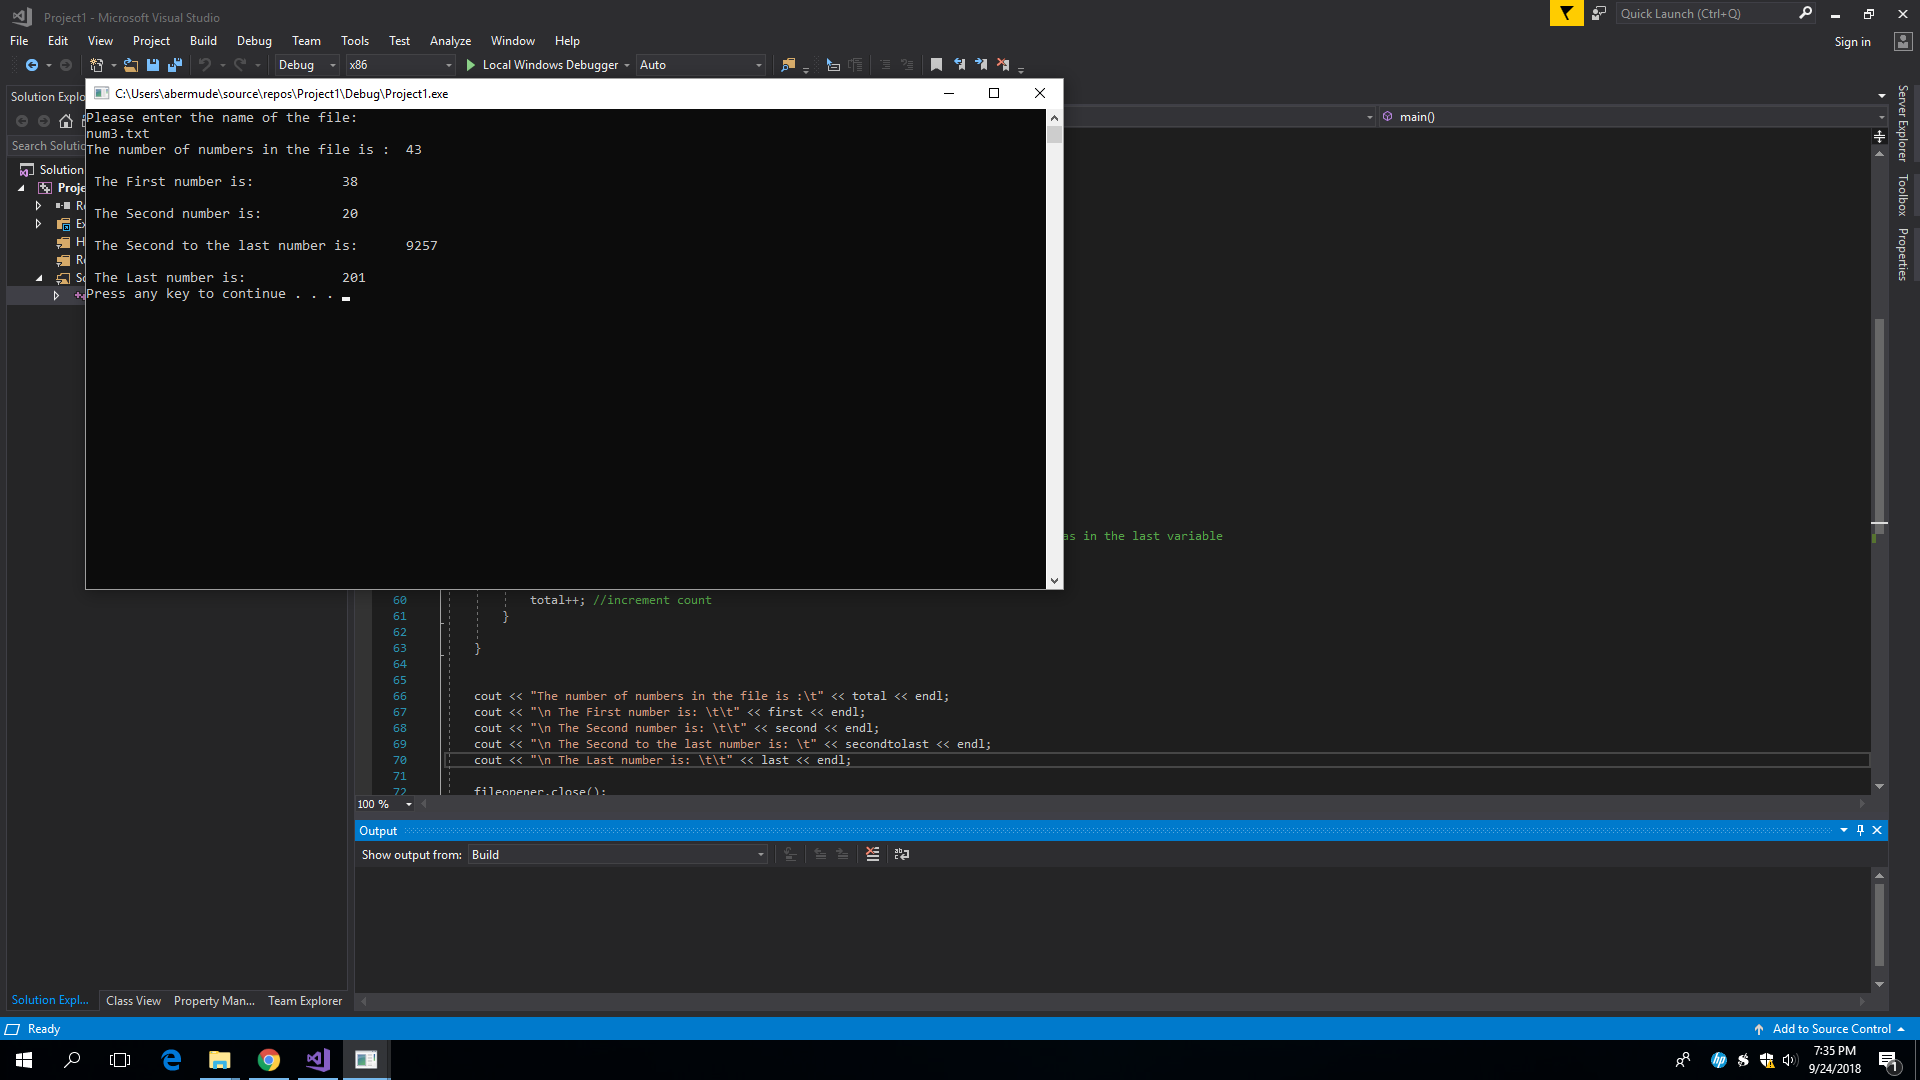 Project1 - Microsoft Visual Studio
Quick Launch (Ctrl+Q)
File Edit View Project Build Debug Team Tools Test Analyze Window Help
Sign in
Debug x86 Local Windows Debugger Auto
Solution Explo
C:\Users\abermude\source\repos\Project1\Debug\Project1.exe
main()
Search Solutio
Solution
Proje
Please enter the name of the file:
num3.txt
The number of numbers in the file is :  43
The First number is:           38
The Second number is:          20
The Second to the last number is:      9257
The Last number is:            201
Press any key to continue . . .
Server Explorer
Toolbox
Properties
as in the last variable
60 total++; //increment count
61 }
62
63 }
64
65
66 cout << "The number of numbers in the file is :\t" << total << endl;
67 cout << "\n The First number is: \t\t" << first << endl;
68 cout << "\n The Second number is: \t\t" << second << endl;
69 cout << "\n The Second to the last number is: \t" << secondtolast << endl;
70 cout << "\n The Last number is: \t\t" << last << endl;
71
72 fileopener.close();
100 %
Output
Show output from: Build
Solution Expl... Class View Property Man... Team Explorer
Ready
Add to Source Control
7:35 PM
9/24/2018
1